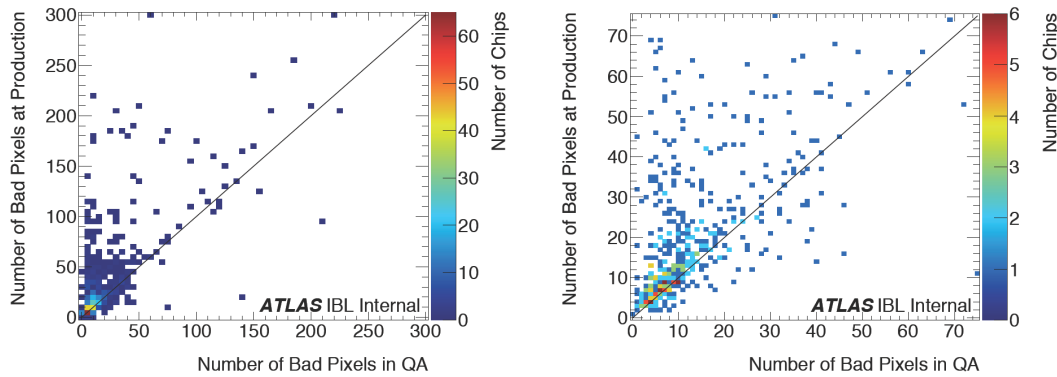 Number of Bad Pixels at Production
300
250
200
150
100
50
0
0 50 100 150 200 250 300
ATLAS IBL Internal
Number of Bad Pixels in QA
60
50
40
30
20
10
0
Number of Chips
Number of Bad Pixels at Production
70
60
50
40
30
20
10
0
0 10 20 30 40 50 60 70
ATLAS IBL Internal
Number of Bad Pixels in QA
6
5
4
3
2
1
0
Number of Chips